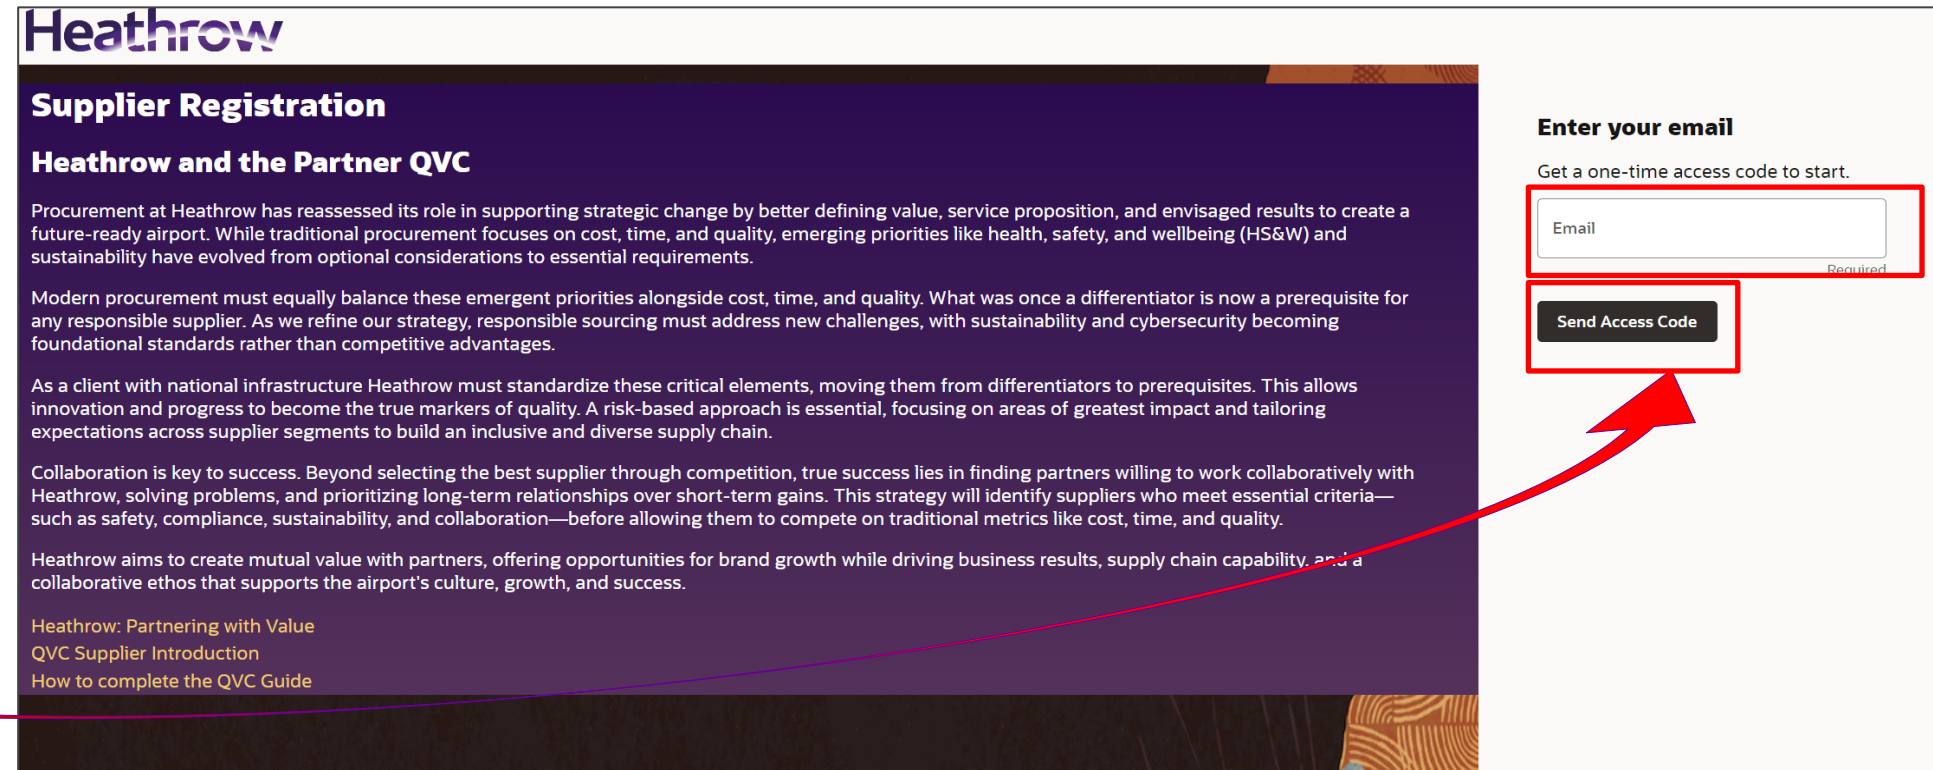 Heathrow
Supplier Registration
Heathrow and the Partner QVC
Procurement at Heathrow has reassessed its role in supporting strategic change by better defining value, service proposition, and envisaged results to create a
future-ready airport. While traditional procurement focuses on cost, time, and quality, emerging priorities like health, safety, and wellbeing (HS&W) and
sustainability have evolved from optional considerations to essential requirements.
Modern procurement must equally balance these emergent priorities alongside cost, time, and quality. What was once a differentiator is now a prerequisite for
any responsible supplier. As we refine our strategy, responsible sourcing must address new challenges, with sustainability and cybersecurity becoming
foundational standards rather than competitive advantages.
As a client with national infrastructure Heathrow must standardize these critical elements, moving them from differentiators to prerequisites. This allows
innovation and progress to become the true markers of quality. A risk-based approach is essential, focusing on areas of greatest impact and tailoring
expectations across supplier segments to build an inclusive and diverse supply chain.
Collaboration is key to success. Beyond selecting the best supplier through competition, true success lies in finding partners willing to work collaboratively with
Heathrow, solving problems, and prioritizing long-term relationships over short-term gains. This strategy will identify suppliers who meet essential criteria—
such as safety, compliance, sustainability, and collaboration—before allowing them to compete on traditional metrics like cost, time, and quality.
Heathrow aims to create mutual value with partners, offering opportunities for brand growth while driving business results, supply chain capability, and a
collaborative ethos that supports the airport's culture, growth, and success.
Heathrow: Partnering with Value
QVC Supplier Introduction
How to complete the QVC Guide
Enter your email
Get a one-time access code to start.
Email
Required
Send Access Code